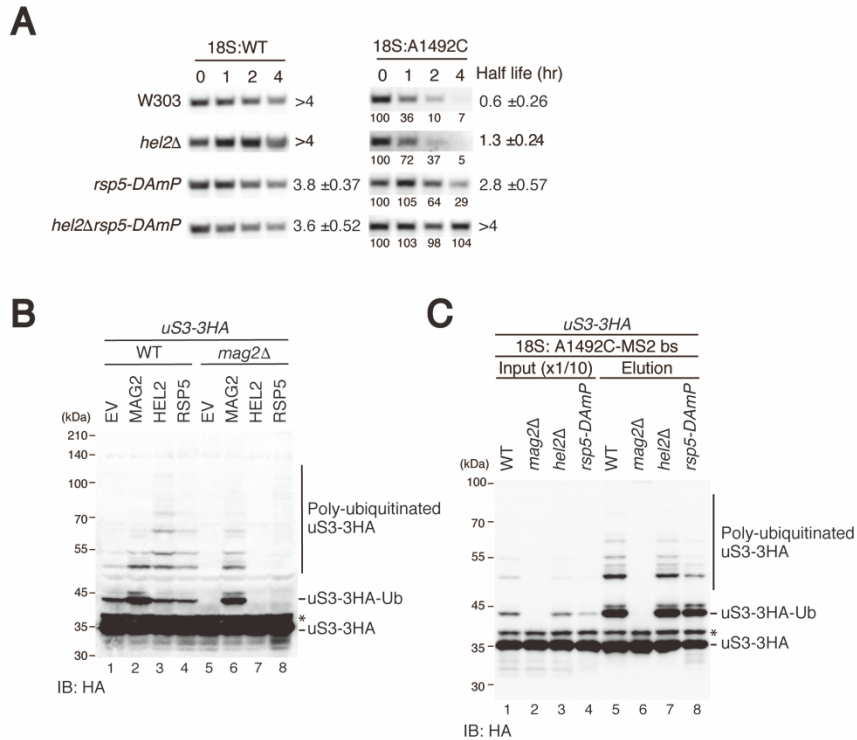 A
18S:WT 18S:A1492C
0 1 2 4 0 1 2 4 Half life (hr)
W303 >4 0.6 ±0.26
100 36 10 7
hel2Δ >4 1.3 ±0.24
100 72 37 5
rsp5-DAmP 3.8 ±0.37 2.8 ±0.57
100 105 64 29
hel2Δrsp5-DAmP 3.6 ±0.52 >4
100 103 98 104
B
uS3-3HA
WT mag2Δ
EV MAG2 HEL2 RSP5 EV MAG2 HEL2 RSP5
(kDa)
210
140
100
70
55
45
35
30
Poly-ubiquitinated
uS3-3HA
uS3-3HA-Ub
*
uS3-3HA
1 2 3 4 5 6 7 8
IB: HA
C
uS3-3HA
18S: A1492C-MS2 bs
Input (x1/10) Elution
WT mag2Δ hel2Δ rsp5-DAmP WT mag2Δ hel2Δ rsp5-DAmP
(kDa)
100
70
55
45
35
30
Poly-ubiquitinated
uS3-3HA
uS3-3HA-Ub
*
uS3-3HA
1 2 3 4 5 6 7 8
IB: HA